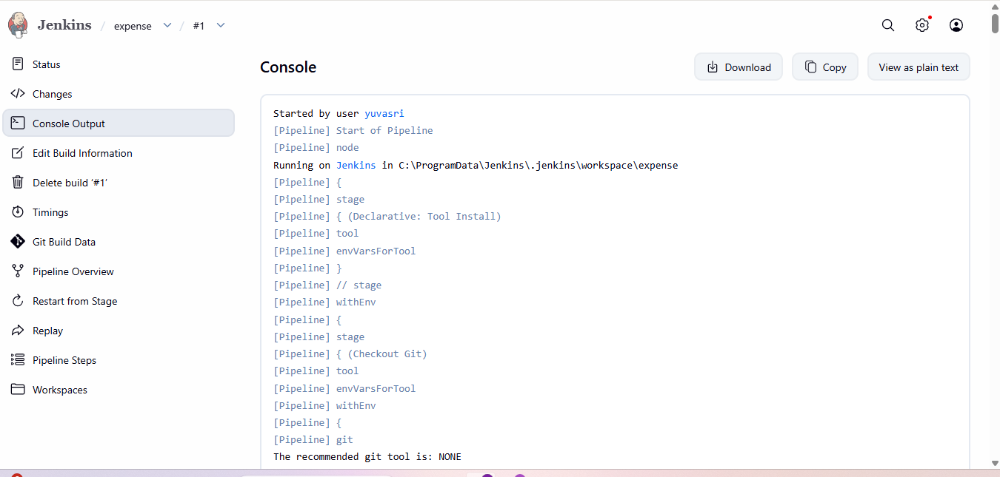 Jenkins / expense / #1
Status
Changes
Console Output
Edit Build Information
Delete build ‘#1’
Timings
Git Build Data
Pipeline Overview
Restart from Stage
Replay
Pipeline Steps
Workspaces
Console
Download
Copy
View as plain text
Started by user yuvasri
[Pipeline] Start of Pipeline
[Pipeline] node
Running on Jenkins in C:\ProgramData\Jenkins\.jenkins\workspace\expense
[Pipeline] {
[Pipeline] stage
[Pipeline] { (Declarative: Tool Install)
[Pipeline] tool
[Pipeline] envVarsForTool
[Pipeline] }
[Pipeline] // stage
[Pipeline] withEnv
[Pipeline] {
[Pipeline] stage
[Pipeline] { (Checkout Git)
[Pipeline] tool
[Pipeline] envVarsForTool
[Pipeline] withEnv
[Pipeline] {
[Pipeline] git
The recommended git tool is: NONE